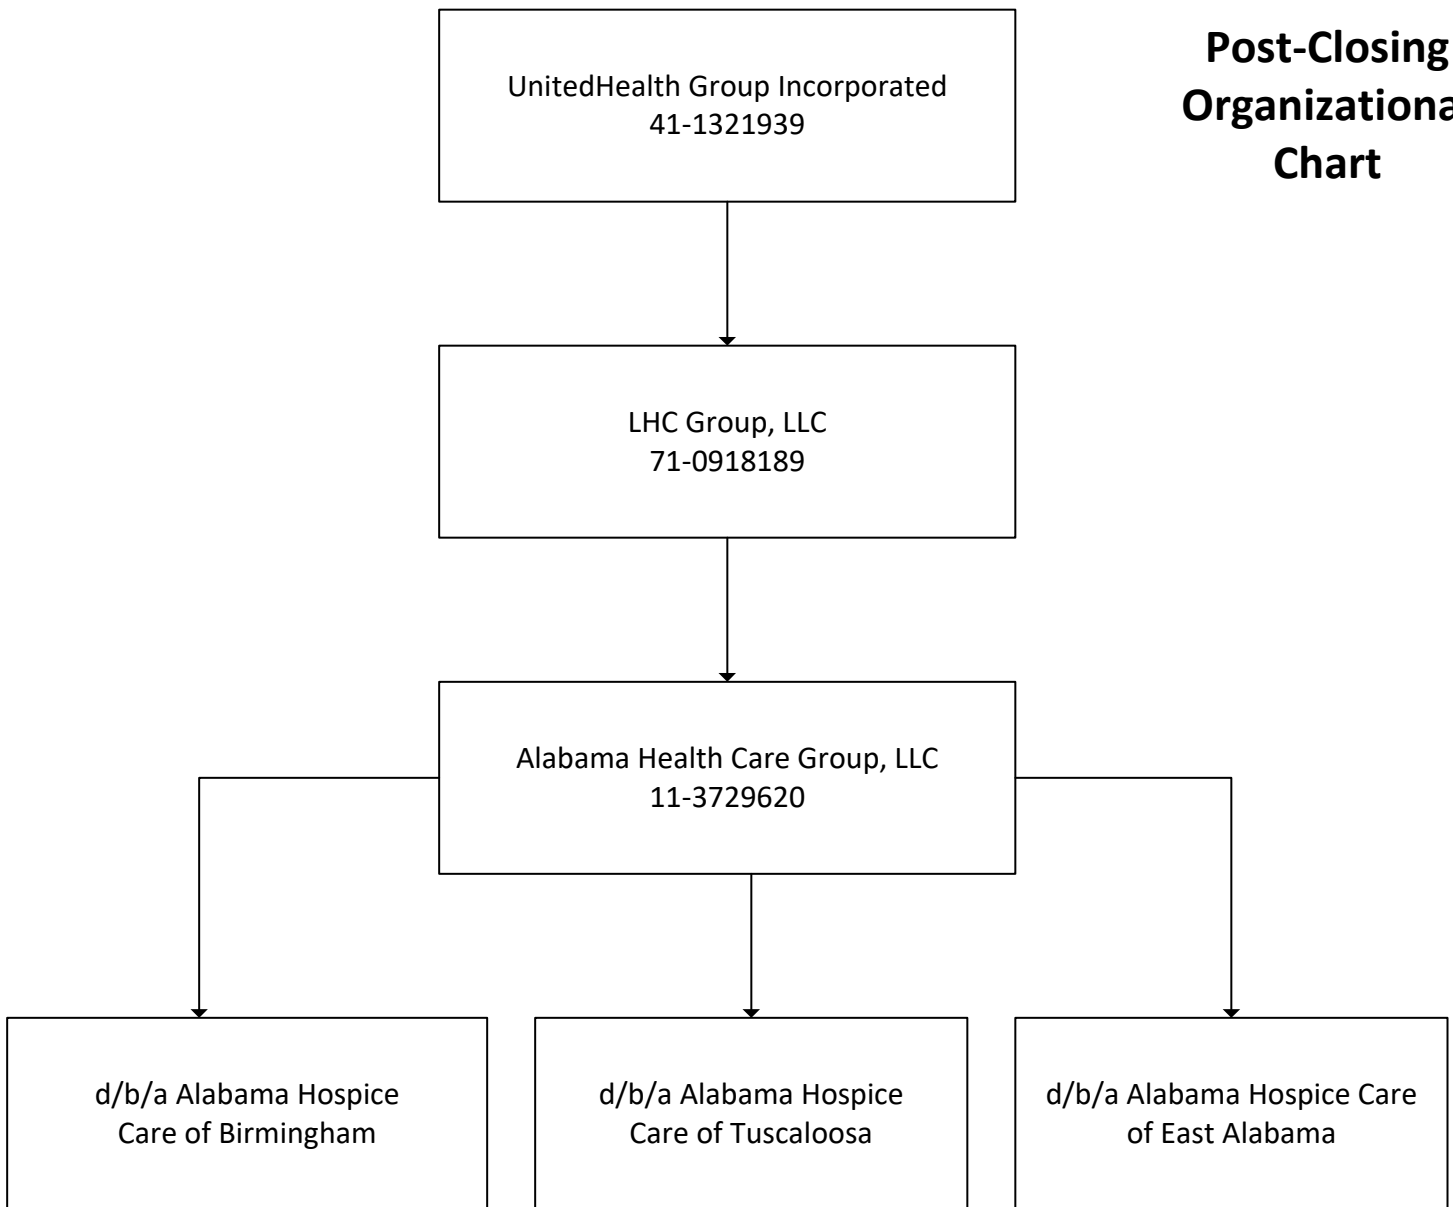 Post-Closing
Organizationa
Chart
UnitedHealth Group Incorporated
41-1321939
LHC Group, LLC
71-0918189
Alabama Health Care Group, LLC
11-3729620
d/b/a Alabama Hospice
Care of Birmingham
d/b/a Alabama Hospice
Care of Tuscaloosa
d/b/a Alabama Hospice Care
of East Alabama